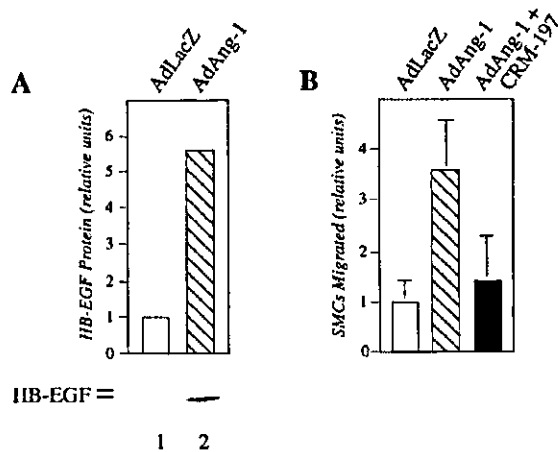 A
AdLacZ
AdAng-1
HB-EGF Protein (relative units)
6
5
4
3
2
1
0
HB-EGF =
1 2
B
AdLacZ
AdAng-1
AdAng-1 +
CRM-197
SMCs Migrated (relative units)
4
3
2
1
0